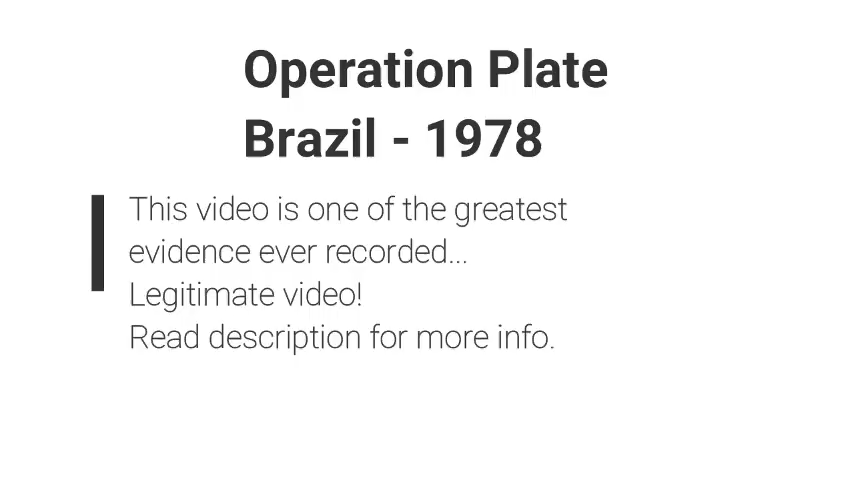 Operation Plate
Brazil - 1978
This video is one of the greatest
evidence ever recorded...
Legitimate video!
Read description for more info.